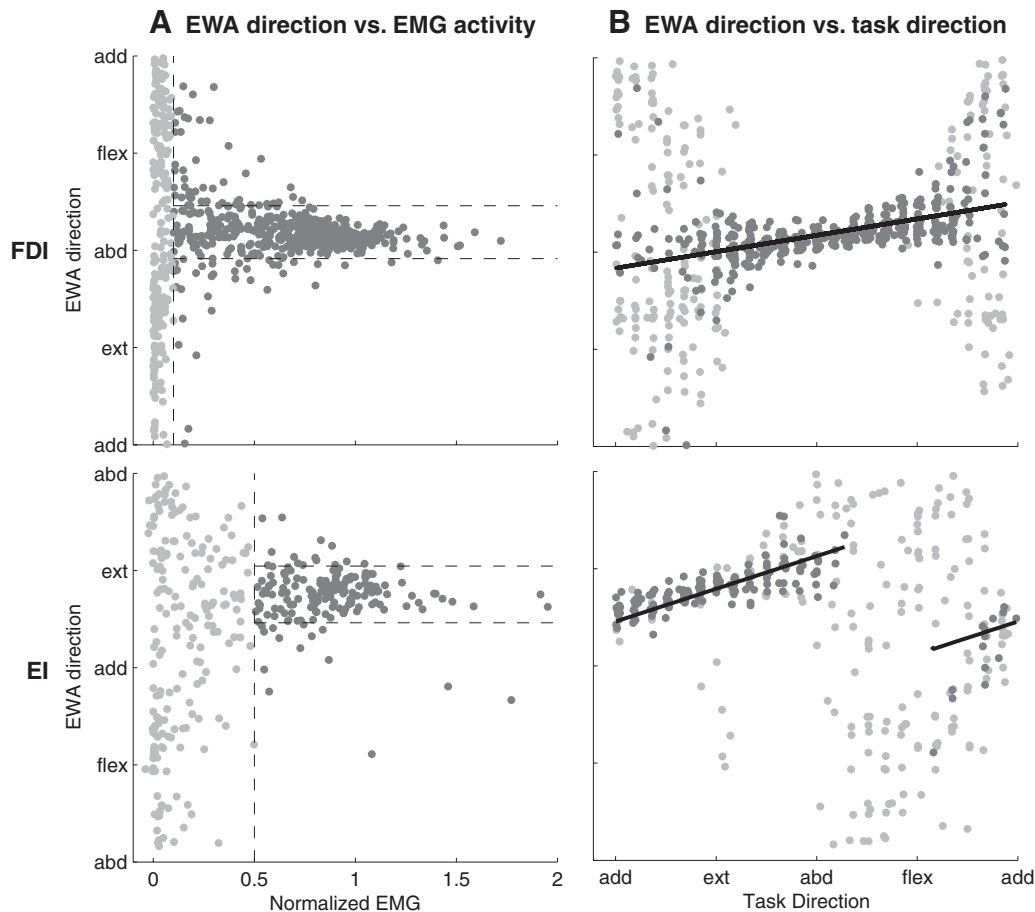 A EWA direction vs. EMG activity
B EWA direction vs. task direction
FDI
EWA direction
add
flex
abd
ext
add
EI
EWA direction
abd
ext
add
flex
abd
0 0.5 1 1.5 2
Normalized EMG
add ext abd flex add
Task Direction